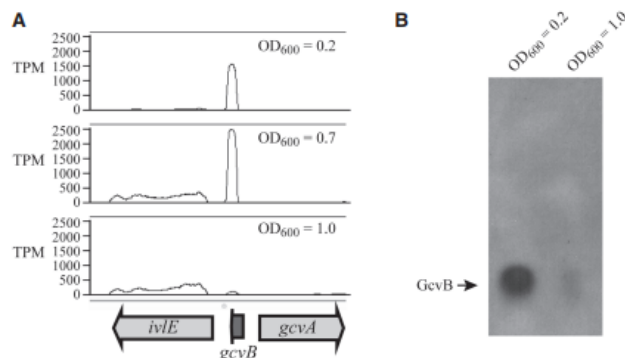 A
TPM
2500
2000
1500
1000
500
0
OD600 = 0.2
TPM
2500
2000
1500
1000
500
0
OD600 = 0.7
TPM
2500
2000
1500
1000
500
0
OD600 = 1.0
ivlE
gcvB
gcvA
B
OD600 = 0.2
OD600 = 1.0
GcvB